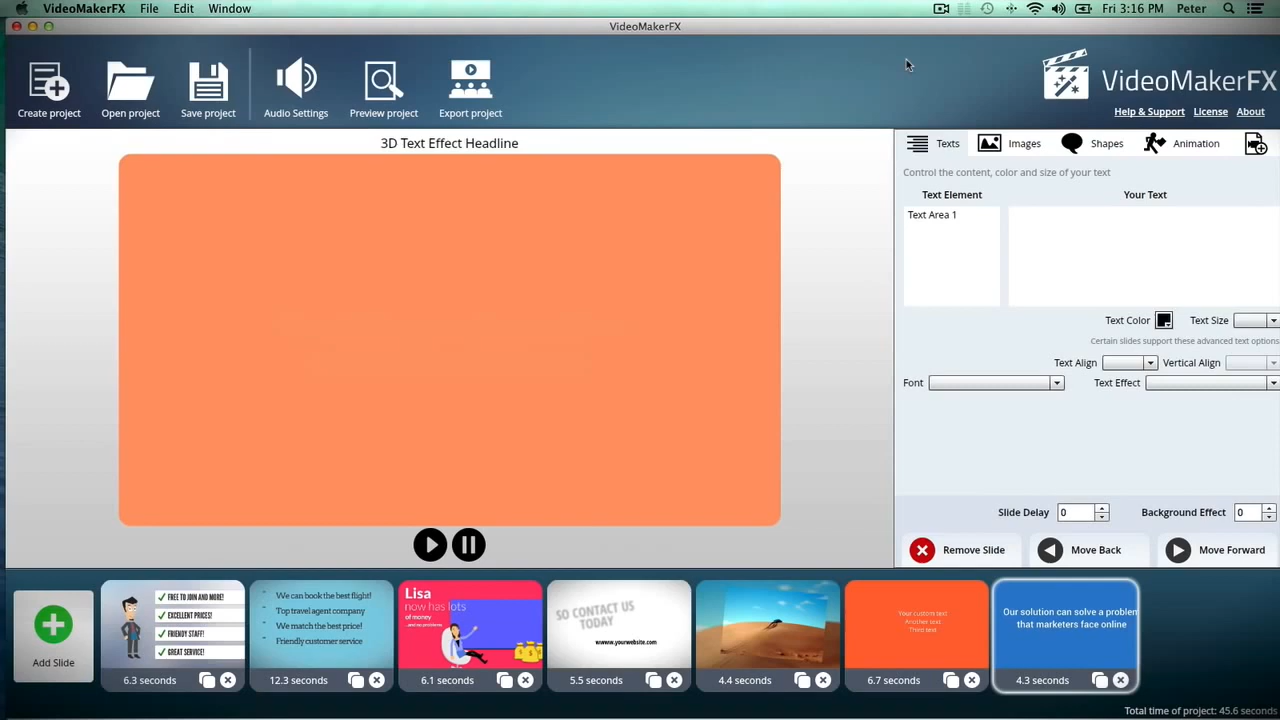 VideoMakerFX File Edit Window Fri 3:16 PM Peter
VideoMakerFX
Create project Open project Save project Audio Settings Preview project Export project
VideoMakerFX
Help & Support License About
3D Text Effect Headline
Texts Images Shapes Animation
Control the content, color and size of your text
Text Element Your Text
Text Area 1
Text Color Text Size
Certain slides support these advanced text options
Text Align Vertical Align
Font Text Effect
Slide Delay 0 Background Effect 0
Remove Slide Move Back Move Forward
Add Slide
FREE TO JOIN AND MORE!
EXCELLENT PRICES!
FRIENDY STAFF!
GREAT SERVICE!
6.3 seconds
- We can book the best flight!
- Top travel agent company
- We match the best price!
- Friendly customer service
12.3 seconds
Lisa
now has lots
of money
...and no problems
6.1 seconds
SO CONTACT US
TODAY
www.yourwebsite.com
5.5 seconds
4.4 seconds
Your custom text
Another text
Third text
6.7 seconds
Our solution can solve a problem
that marketers face online
4.3 seconds
Total time of project: 45.6 seconds